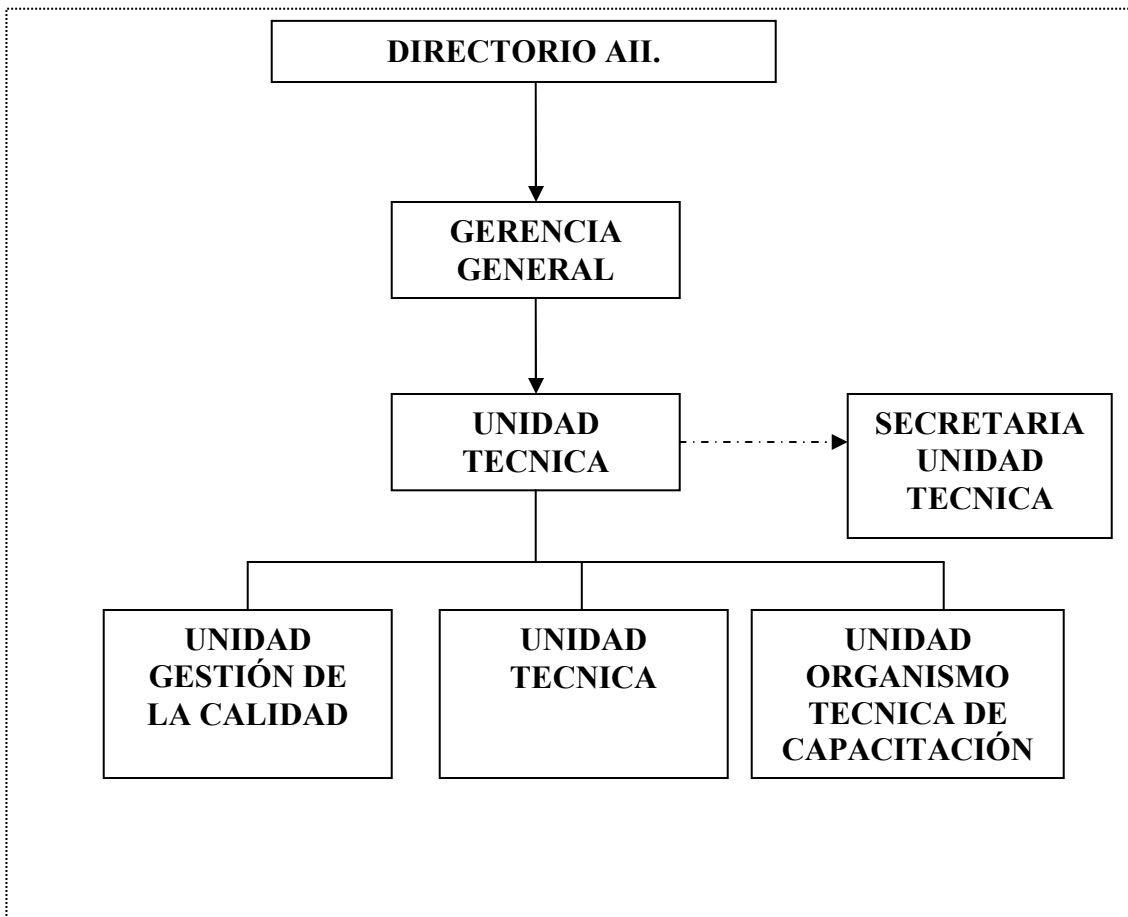 DIRECTORIO AII.
GERENCIA
GENERAL
UNIDAD
TECNICA
SECRETARIA
UNIDAD
TECNICA
UNIDAD
GESTIÓN DE
LA CALIDAD
UNIDAD
TECNICA
UNIDAD
ORGANISMO
TECNICA DE
CAPACITACIÓN